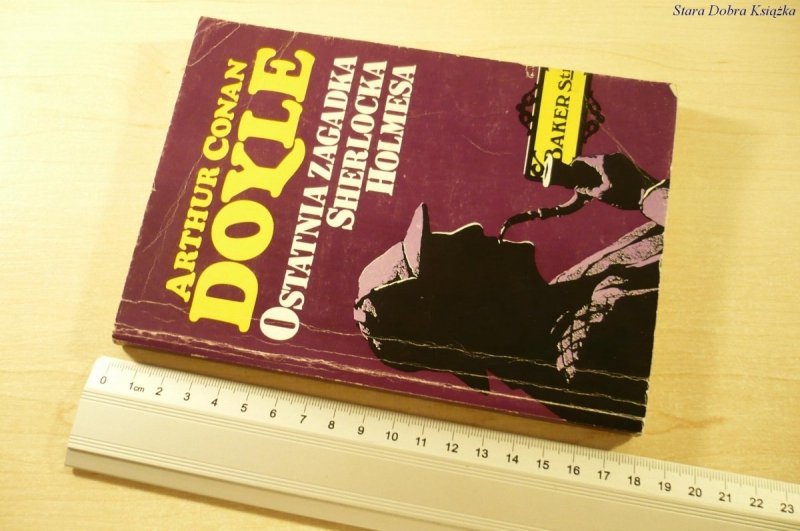 Stara Dobra Książka
ARTHUR CONAN
DOYLE
OSTATNIA ZAGADKA
SHERLOCKA
HOLMESA
BAKER St.
0 1cm 2 3 4 5 6 7 8 9 10 11 12 13 14 15 16 17 18 19 20 21 22 23